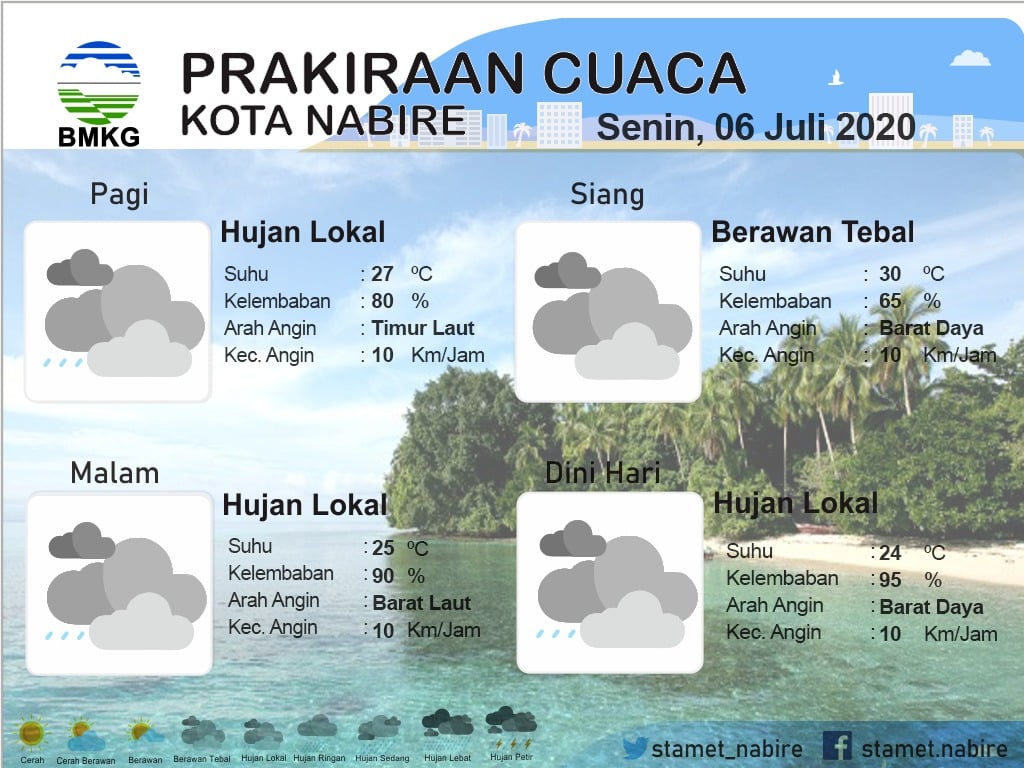 BMKG
PRAKIRAAN CUACA
KOTA NABIRE
Senin, 06 Juli 2020
Pagi
Hujan Lokal
Suhu : 27 ºC
Kelembaban : 80 %
Arah Angin : Timur Laut
Kec. Angin : 10 Km/Jam
Siang
Berawan Tebal
Suhu : 30 ºC
Kelembaban : 65 %
Arah Angin : Barat Daya
Kec. Angin : 10 Km/Jam
Malam
Hujan Lokal
Suhu : 25 ºC
Kelembaban : 90 %
Arah Angin : Barat Laut
Kec. Angin : 10 Km/Jam
Dini Hari
Hujan Lokal
Suhu : 24 ºC
Kelembaban : 95 %
Arah Angin : Barat Daya
Kec. Angin : 10 Km/Jam
Cerah Cerah Berawan Berawan Berawan Tebal Hujan Lokal Hujan Ringan Hujan Sedang Hujan Lebat Hujan Petir
stamet_nabire stamet.nabire